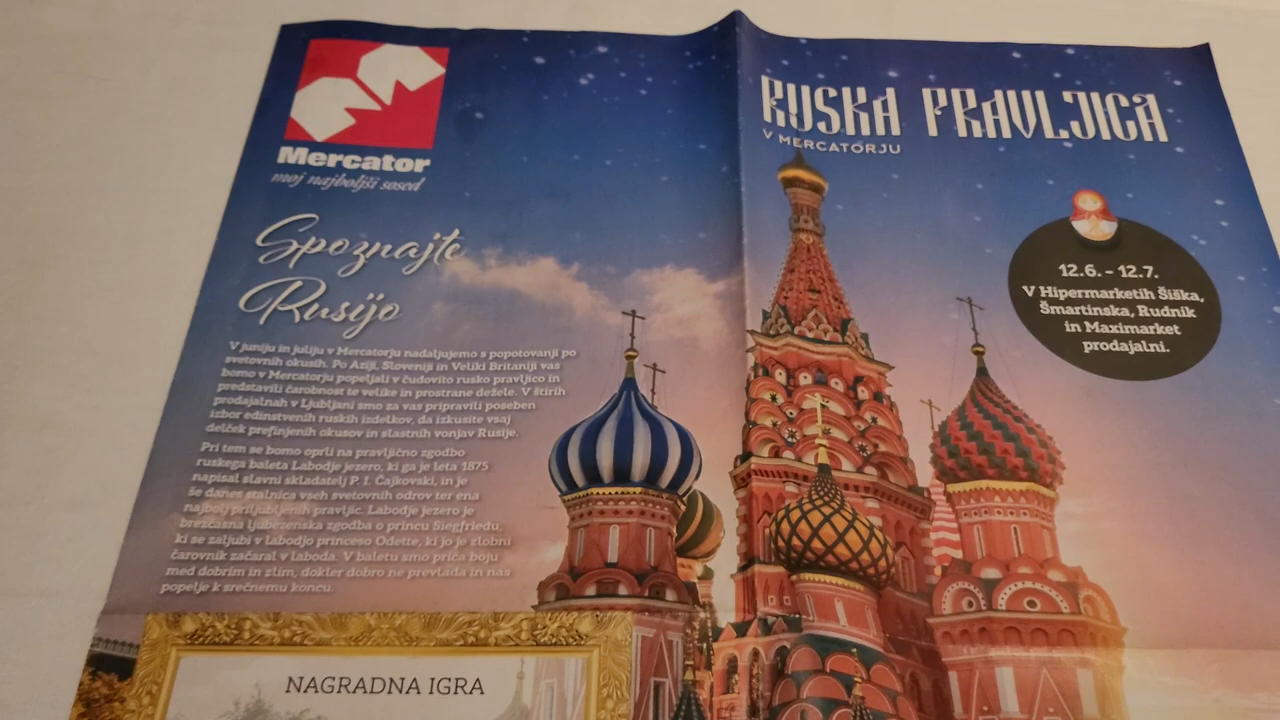 Mercator
moj najboljši sosed
RUSKA PRAVLJICA
V MERCATORJU
12.6. - 12.7.
V Hipermarketih Šiška,
Šmartinska, Rudnik
in Maximarket
prodajalni.
Spoznajte
Rusijo
V juniju in juliju v Mercatorju nadaljujemo s popotovanji po
svetovnih okusih. Po Aziji, Sloveniji in Veliki Britaniji vas
bomo v Mercatorju popeljali v čudovito rusko pravljico in
predstavili čarobnost te velike in prostrane dežele. V štirih
prodajalnah v Ljubljani smo za vas pripravili poseben
izbor edinstvenih ruskih izdelkov, da izkusite vsaj
delček prefinjenih okusov in slastnih vonjav Rusije.
Pri tem se bomo oprli na pravljično zgodbo
ruskega baleta Labodje jezero, ki ga je leta 1875
napisal slavni skladatelj P. I. Čajkovski, in je
še danes stalnica vseh svetovnih odrov ter ena
najbolj priljubljenih pravljic. Labodje jezero je
brezčasna ljubezenska zgodba o princu Siegfriedu,
ki se zaljubi v labodjo princeso Odette, ki jo je zlobni
čarovnik začaral v laboda. V baletu smo priča boju
med dobrim in zlim, dokler dobro ne prevlada in nas
popelje k srečnemu koncu.
NAGRADNA IGRA